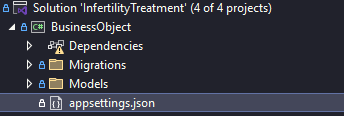 Solution 'InfertilityTreatment' (4 of 4 projects)
C# BusinessObject
Dependencies
Migrations
Models
appsettings.json